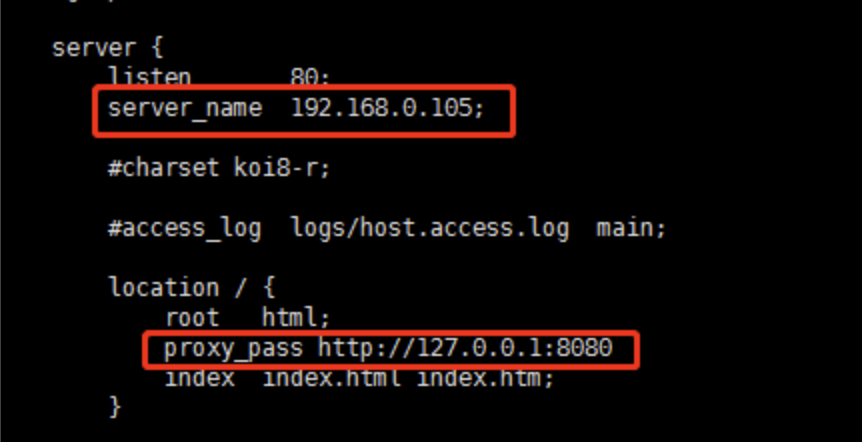 server {
listen 80;
server_name 192.168.0.105;
#charset koi8-r;
#access_log logs/host.access.log main;
location / {
root html;
proxy_pass http://127.0.0.1:8080
index index.html index.htm;
}